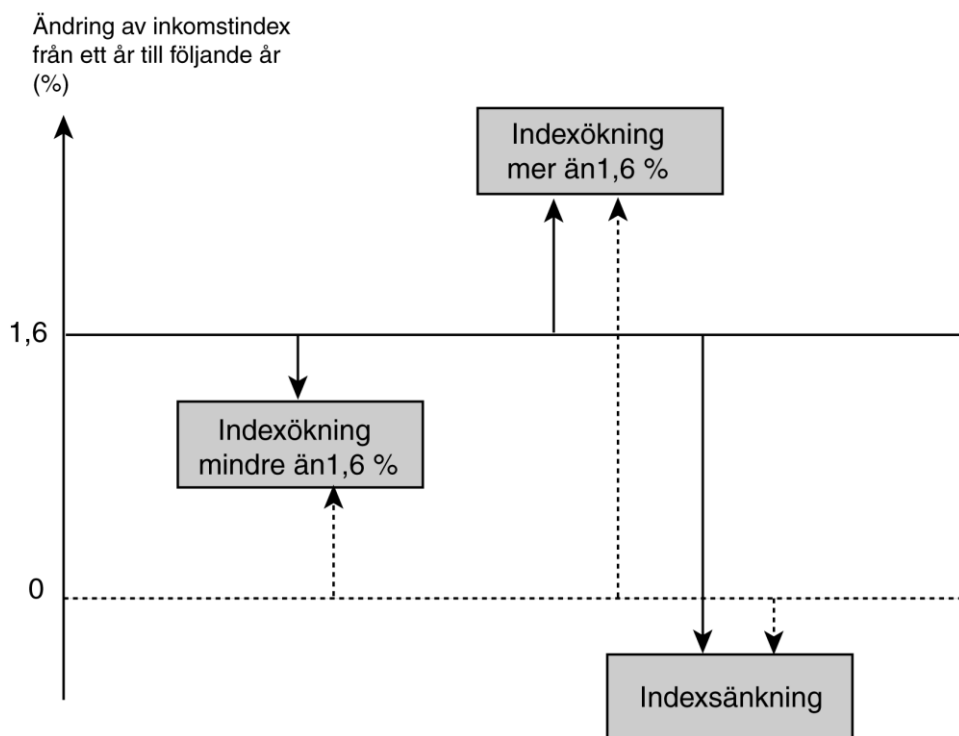 Ändring av inkomstindex
från ett år till följande år
(%)
Indexökning
mer än1,6 %
1,6
Indexökning
mindre än1,6 %
0
Indexsänkning